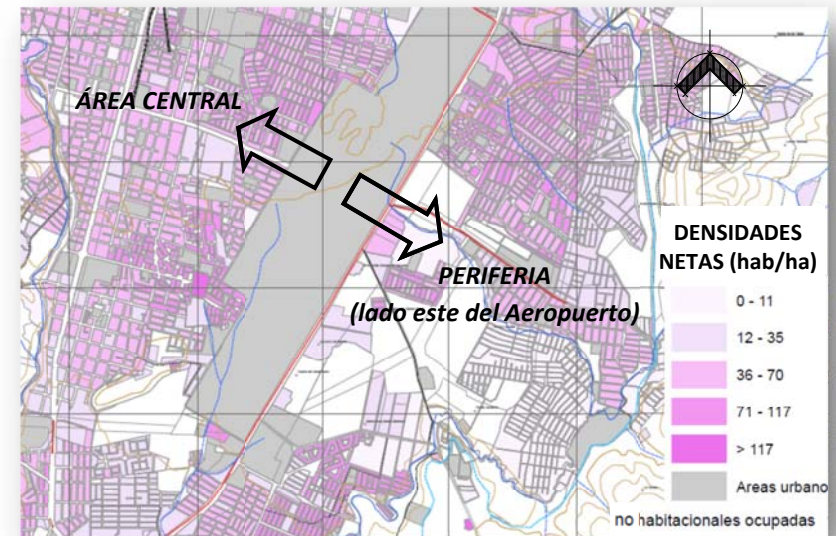 ÁREA CENTRAL
PERIFERIA
(lado este del Aeropuerto)
DENSIDADES
NETAS (hab/ha)
0 - 11
12 - 35
36 - 70
71 - 117
> 117
Areas urbano
no habitacionales ocupadas